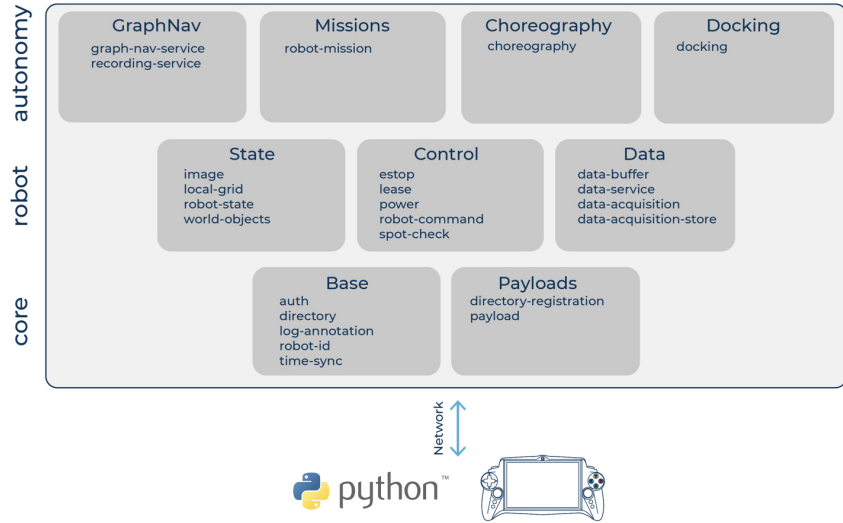 autonomy
GraphNav
graph-nav-service
recording-service
Missions
robot-mission
Choreography
choreography
Docking
docking
robot
State
image
local-grid
robot-state
world-objects
Control
estop
lease
power
robot-command
spot-check
Data
data-buffer
data-service
data-acquisition
data-acquisition-store
core
Base
auth
directory
log-annotation
robot-id
time-sync
Payloads
directory-registration
payload
Network
python™